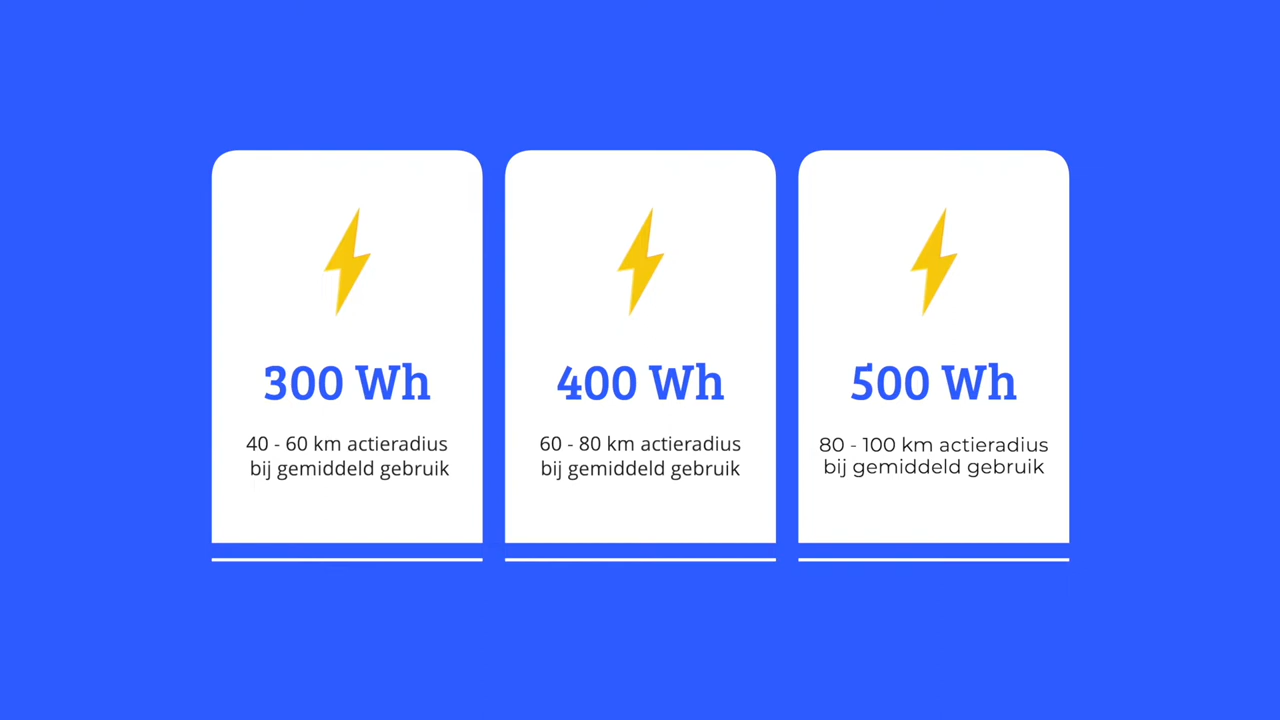 300 Wh
40 - 60 km actieradius
bij gemiddeld gebruik
400 Wh
60 - 80 km actieradius
bij gemiddeld gebruik
500 Wh
80 - 100 km actieradius
bij gemiddeld gebruik